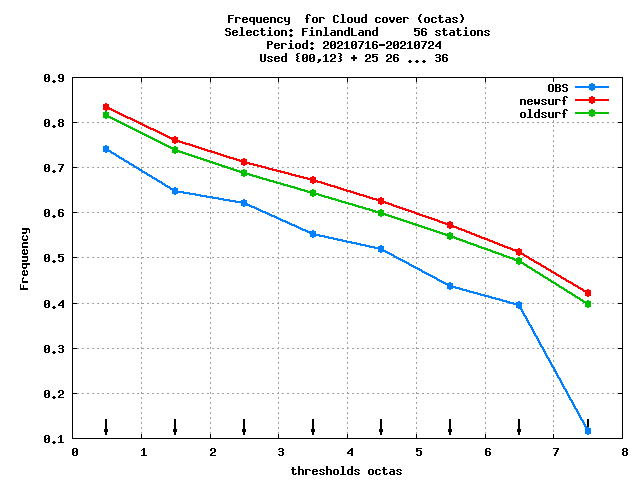 Frequency  for Cloud cover (octas)
Selection: FinlandLand     56 stations
Period: 20210716-20210724
Used {00,12} + 25 26 ... 36
0.9
0.8
0.7
0.6
0.5
0.4
0.3
0.2
0.1
Frequency
OBS
newsurf
oldsurf
0 1 2 3 4 5 6 7 8
thresholds octas